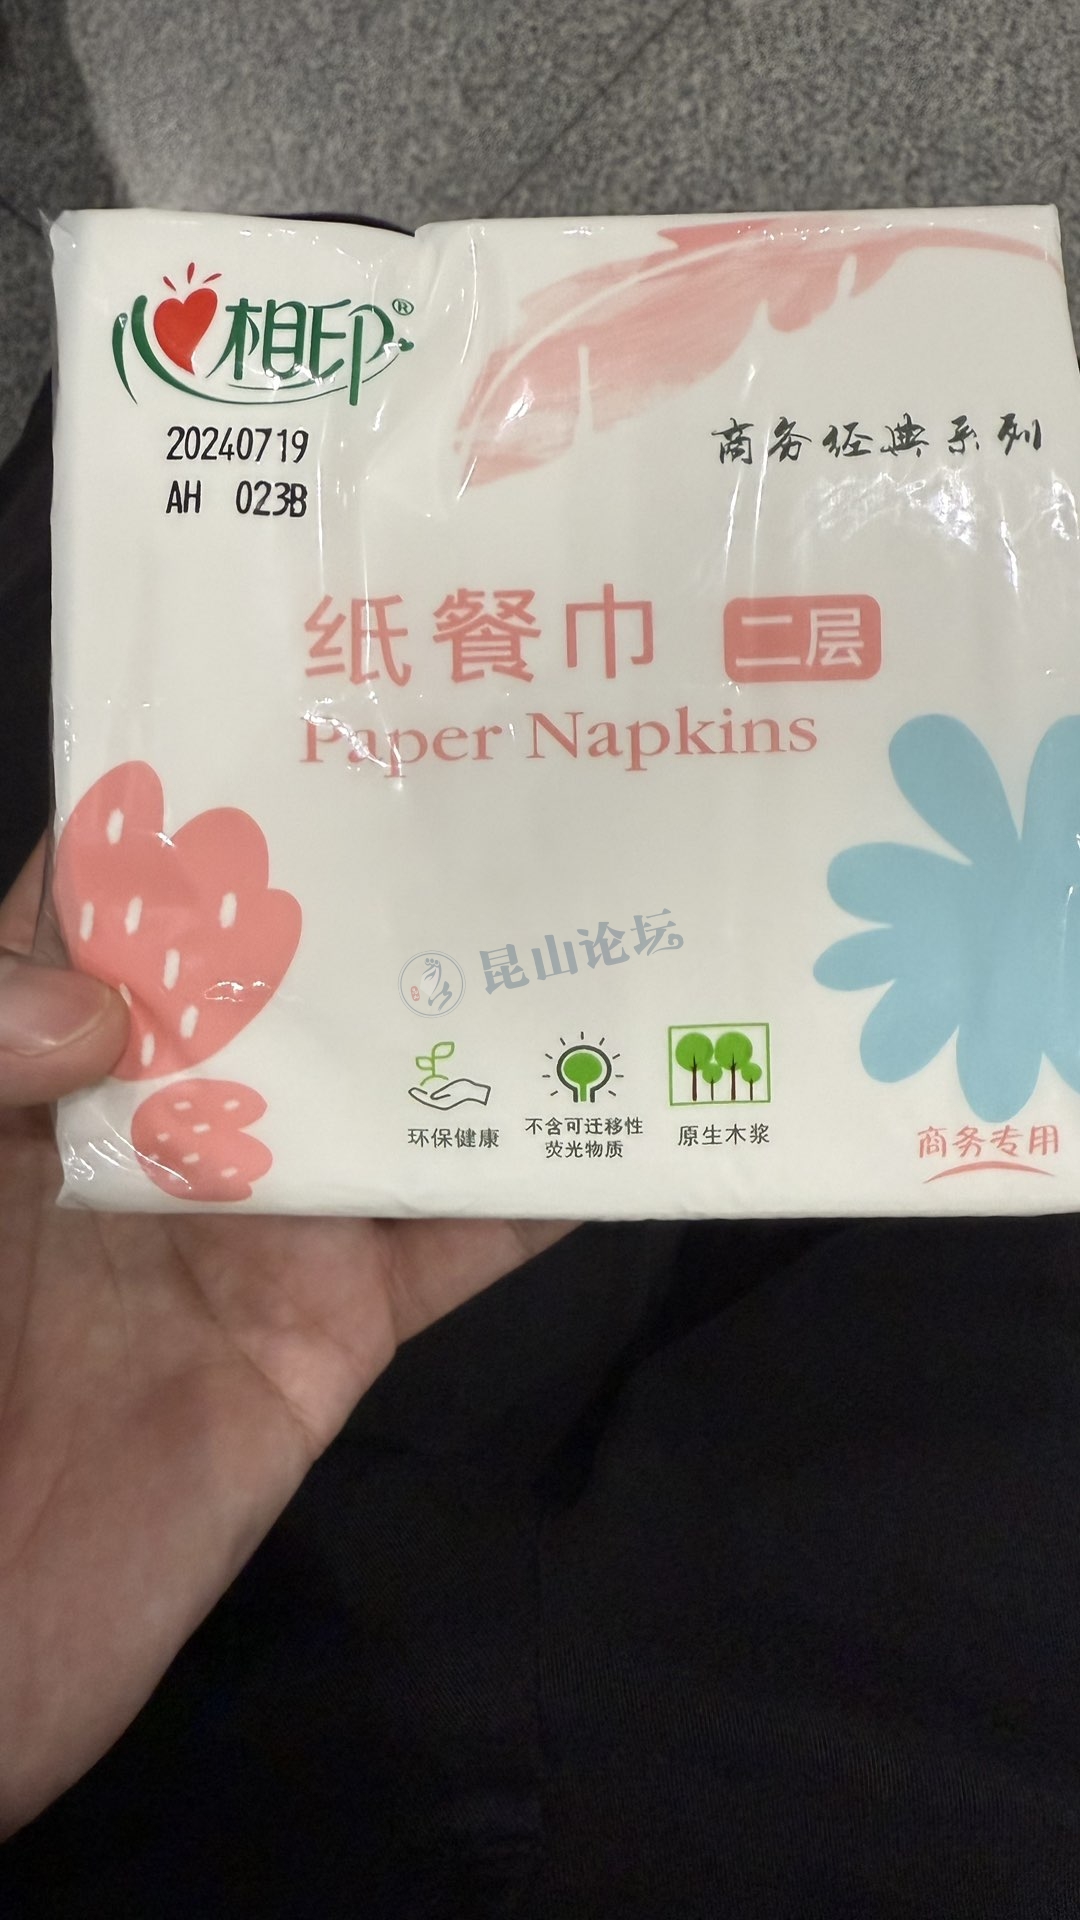 心相印®
20240719
AH 023B
商务经典系列
纸餐巾 二层
Paper Napkins
昆山论坛
环保健康
不含可迁移性
荧光物质
原生木浆
商务专用